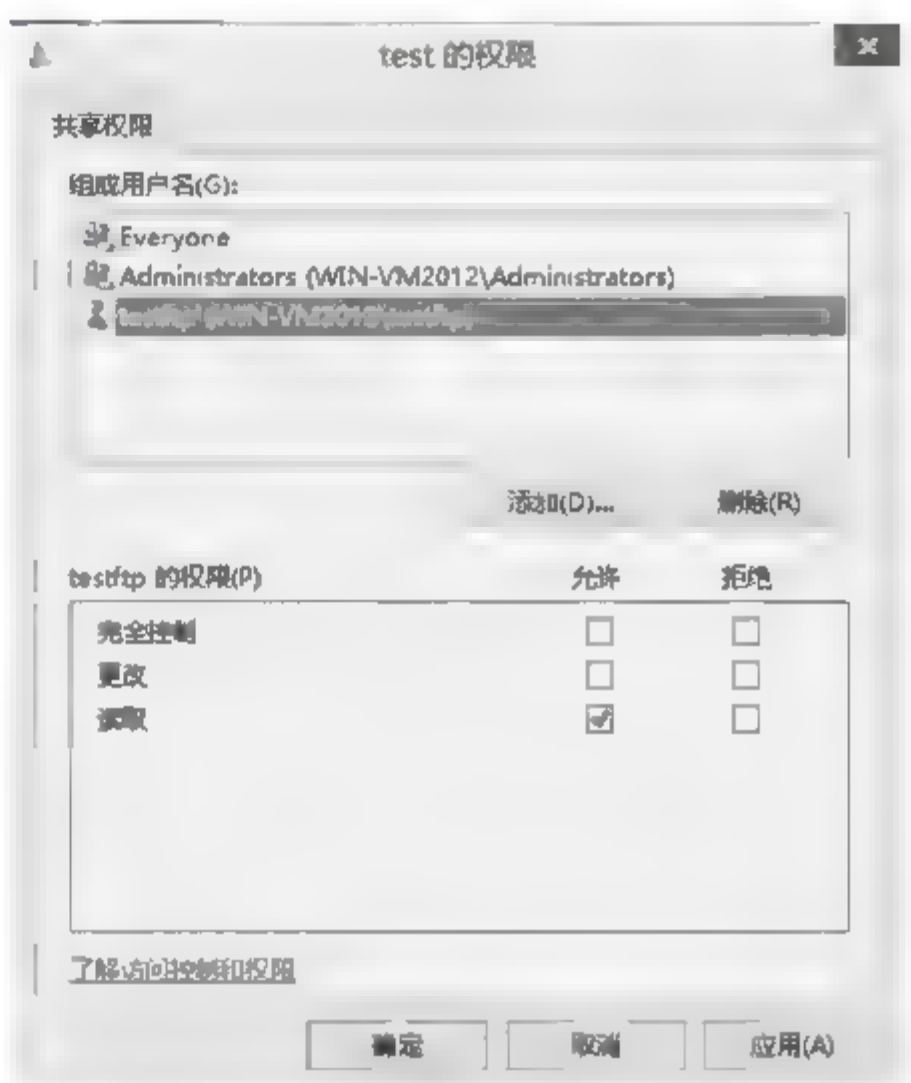 test 的权限
共享权限
组或用户名(G):
Everyone
Administrators (WIN-VM2012\Administrators)
添加(D)... 删除(R)
testftp 的权限(P) 允许 拒绝
完全控制
更改
读取
了解访问控制和权限
确定 取消 应用(A)